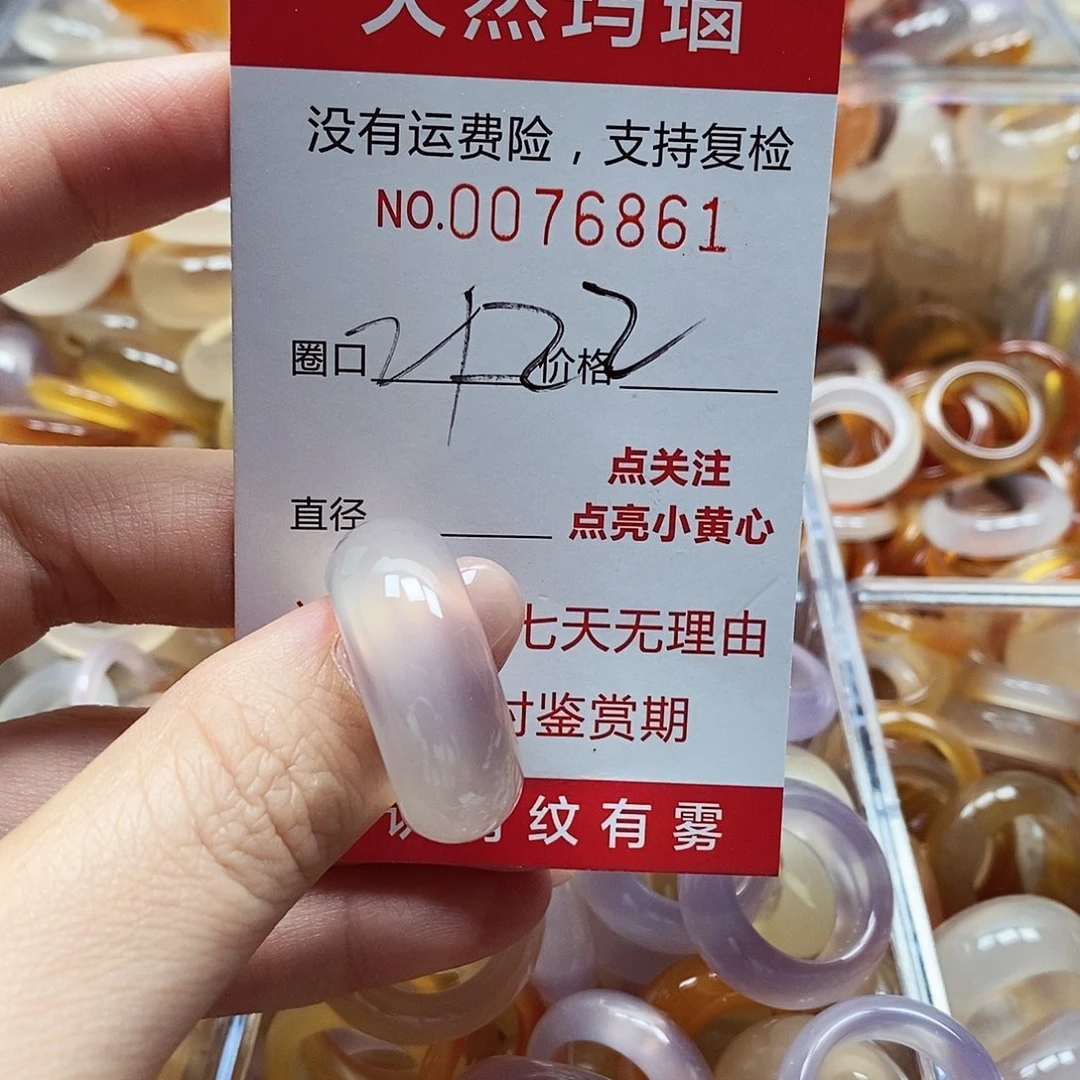 天然玛瑙
没有运费险，支持复检
NO.0076861
圈口 价格
点关注
直径 点亮小黄心
七天无理由
时鉴赏期
纹有雾